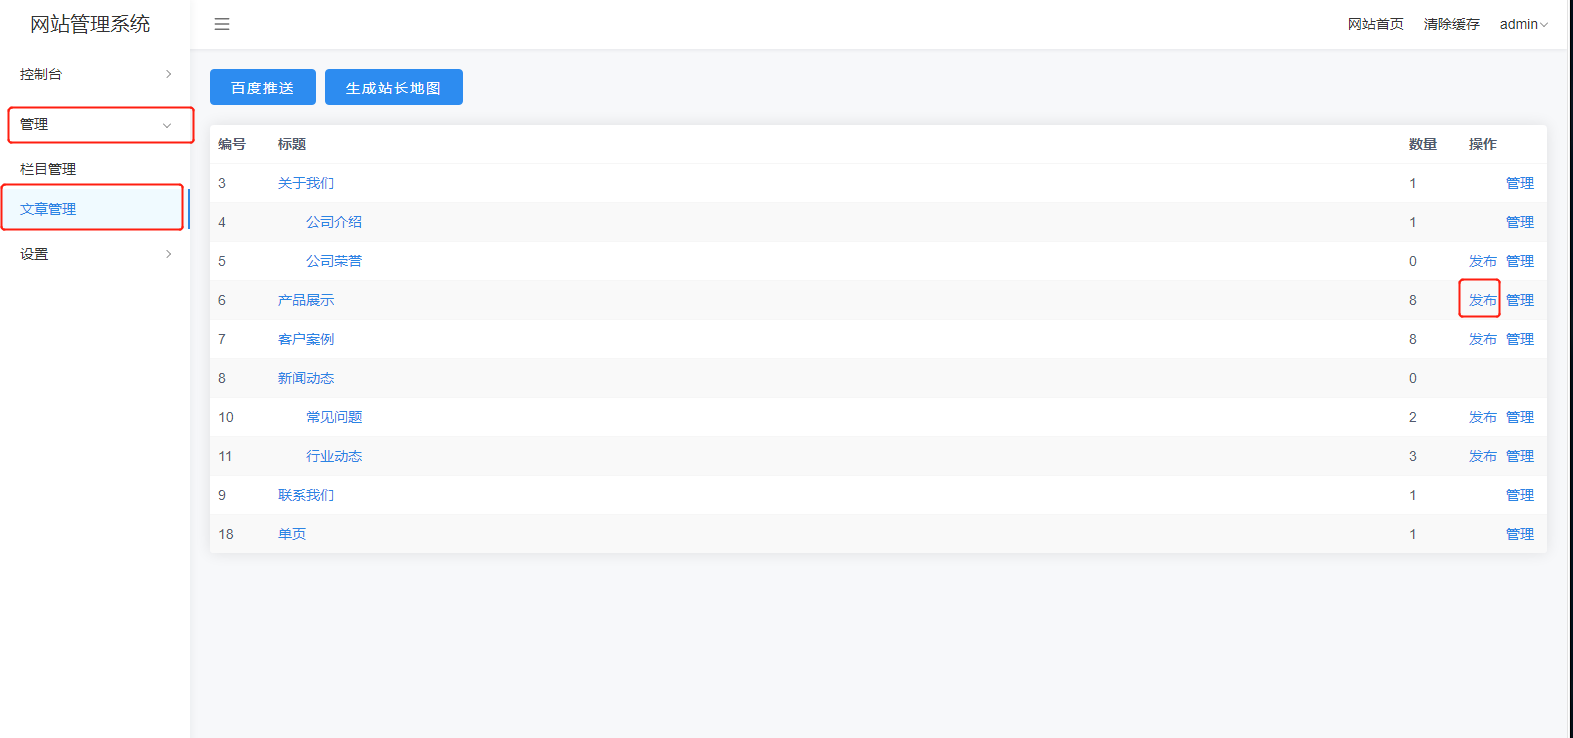 网站管理系统
网站首页 清除缓存 admin
控制台
管理
栏目管理
文章管理
设置
百度推送 生成站长地图
编号 标题 数量 操作
3 关于我们 1 管理
4 公司介绍 1 管理
5 公司荣誉 0 发布 管理
6 产品展示 8 发布 管理
7 客户案例 8 发布 管理
8 新闻动态 0
10 常见问题 2 发布 管理
11 行业动态 3 发布 管理
9 联系我们 1 管理
18 单页 1 管理